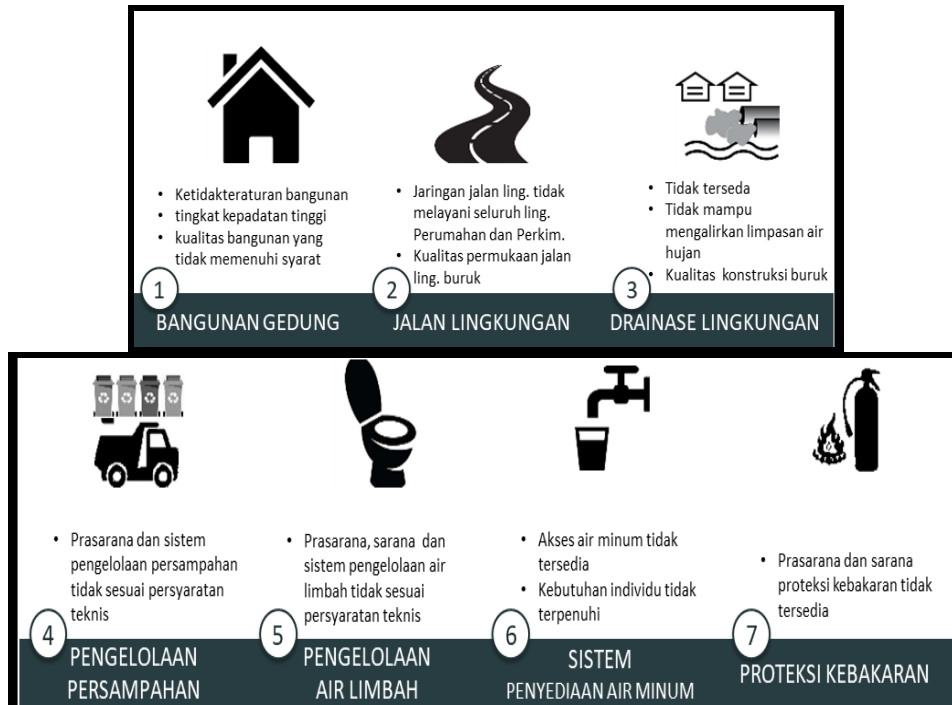 • Ketidakteraturan bangunan
• tingkat kepadatan tinggi
• kualitas bangunan yang
tidak memenuhi syarat
1
BANGUNAN GEDUNG
• Jaringan jalan ling. tidak
melayani seluruh ling.
Perumahan dan Perkim.
• Kualitas permukaan jalan
ling. buruk
2
JALAN LINGKUNGAN
• Tidak terseda
• Tidak mampu
mengalirkan limpasan air
hujan
• Kualitas konstruksi buruk
3
DRAINASE LINGKUNGAN
• Prasarana dan sistem
pengelolaan persampahan
tidak sesuai persyaratan
teknis
4
PENGELOLAAN
PERSAMPAHAN
• Prasarana, sarana dan
sistem pengelolaan air
limbah tidak sesuai
persyaratan teknis
5
PENGELOLAAN
AIR LIMBAH
• Akses air minum tidak
tersedia
• Kebutuhan individu tidak
terpenuhi
6
SISTEM
PENYEDIAAN AIR MINUM
• Prasarana dan sarana
proteksi kebakaran tidak
tersedia
7
PROTEKSI KEBAKARAN